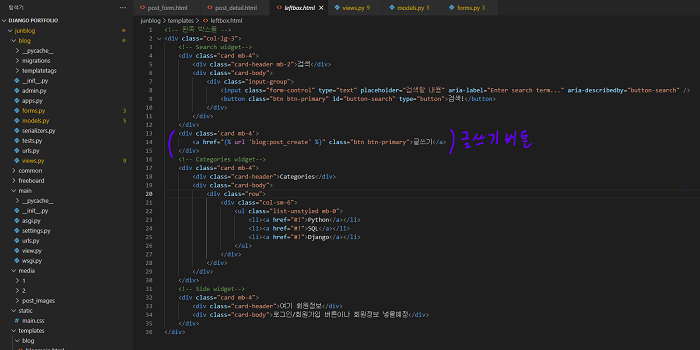 탐색기
post_form.html
post_detail.html
leftbox.html
views.py 9
models.py 5
forms.py 3
DJANGO PORTFOLIO
junblog
blog
__pycache__
migrations
templatetags
__init__.py
admin.py
apps.py
forms.py 3
models.py 5
serializers.py
tests.py
urls.py
views.py 9
common
freeboard
main
__pycache__
__init__.py
asgi.py
settings.py
urls.py
view.py
wsgi.py
media
1
2
post_images
static
main.css
templates
blog
junblog > templates > leftbox.html
1 <!-- 왼쪽 박스들 -->
2 <div class="col-lg-3">
3 <!-- Search widget-->
4 <div class="card mb-4">
5 <div class="card-header mb-2">검색</div>
6 <div class="card-body">
7 <div class="input-group">
8 <input class="form-control" type="text" placeholder="검색할 내용" aria-label="Enter search term..." aria-describedby="button-search" />
9 <button class="btn btn-primary" id="button-search" type="button">검색!</button>
10 </div>
11 </div>
12 </div>
13 <div class="card mb-4">
14 <a href="{% url 'blog:post_create' %}" class="btn btn-primary">글쓰기</a>
15 </div>
글쓰기 버튼
16 <!-- Categories widget-->
17 <div class="card mb-4">
18 <div class="card-header">Categories</div>
19 <div class="card-body">
20 <div class="row">
21 <div class="col-sm-6">
22 <ul class="list-unstyled mb-0">
23 <li><a href="#!">Python</a></li>
24 <li><a href="#!">SQL</a></li>
25 <li><a href="#!">Django</a></li>
26 </ul>
27 </div>
28 </div>
29 </div>
30 </div>
31 <!-- Side widget-->
32 <div class="card mb-4">
33 <div class="card-header">여기 회원정보</div>
34 <div class="card-body">로그인/회원가입 버튼이나 회원정보 넣을예정</div>
35 </div>
36 </div>